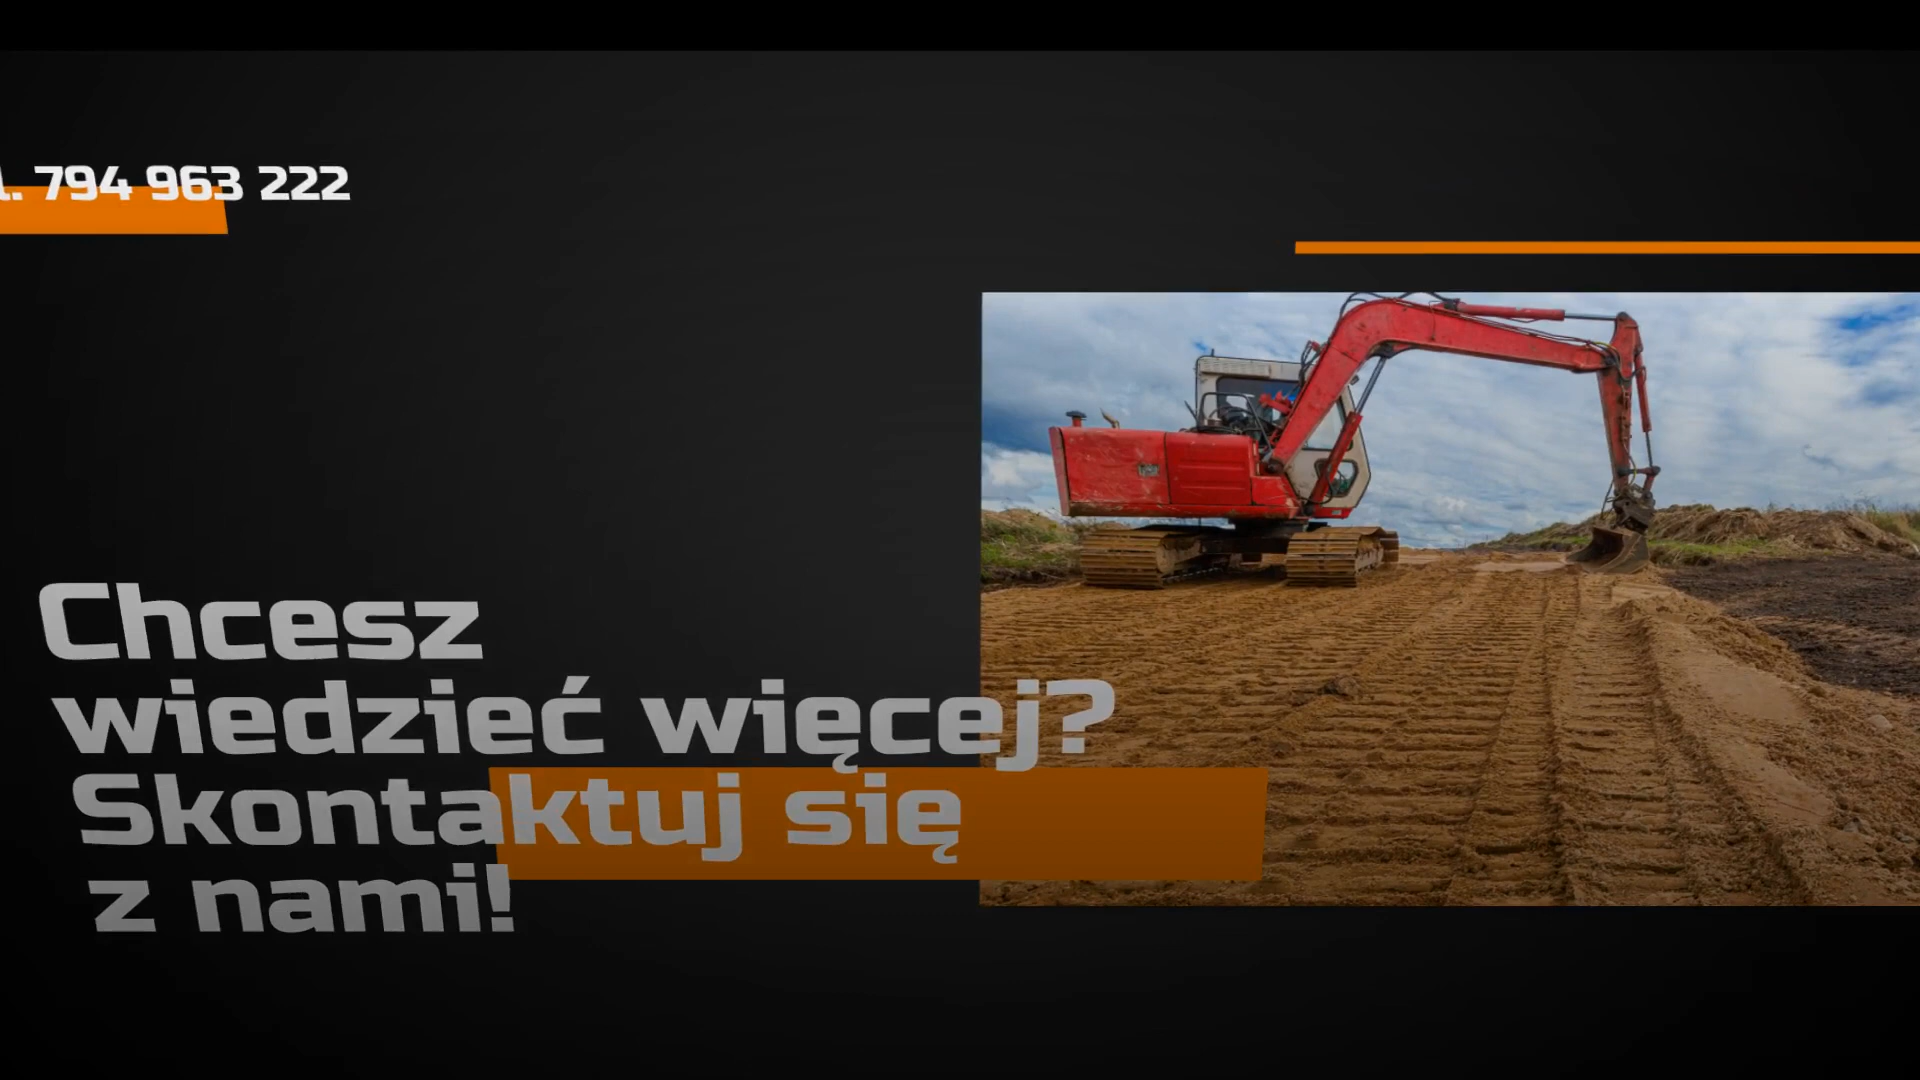 l. 794 963 222
Chcesz
wiedzieć więcej?
Skontaktuj się
z nami!